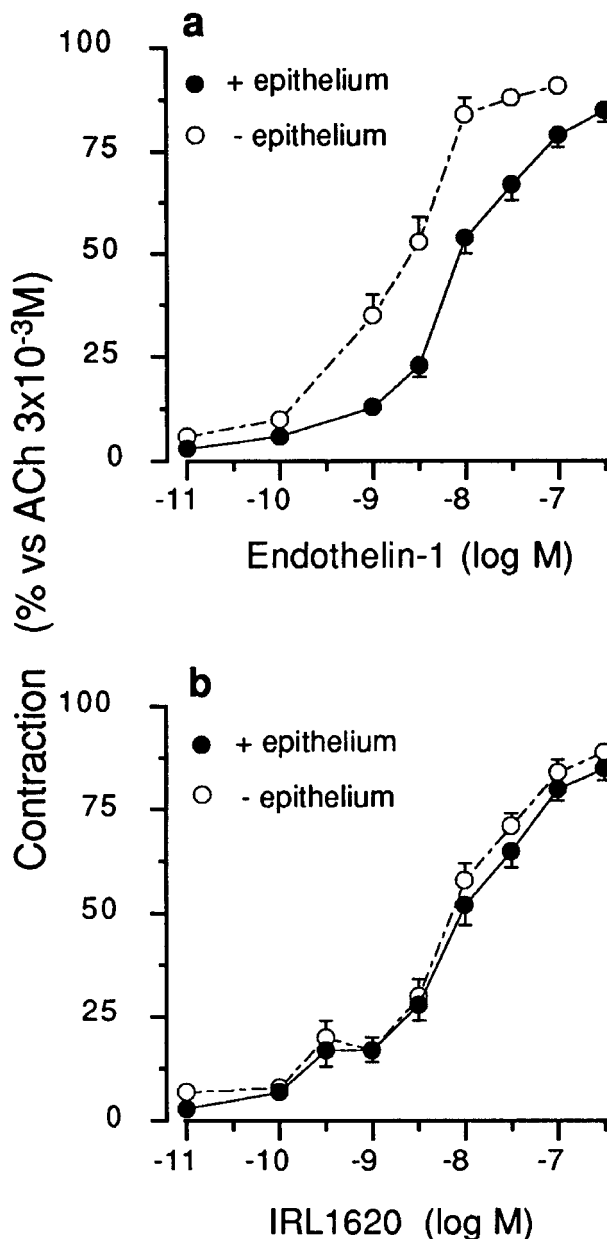 Contraction (% vs ACh 3x10⁻³M)
a
+ epithelium
- epithelium
100
75
50
25
0
-11 -10 -9 -8 -7
Endothelin-1 (log M)
b
+ epithelium
- epithelium
100
75
50
25
0
-11 -10 -9 -8 -7
IRL1620 (log M)